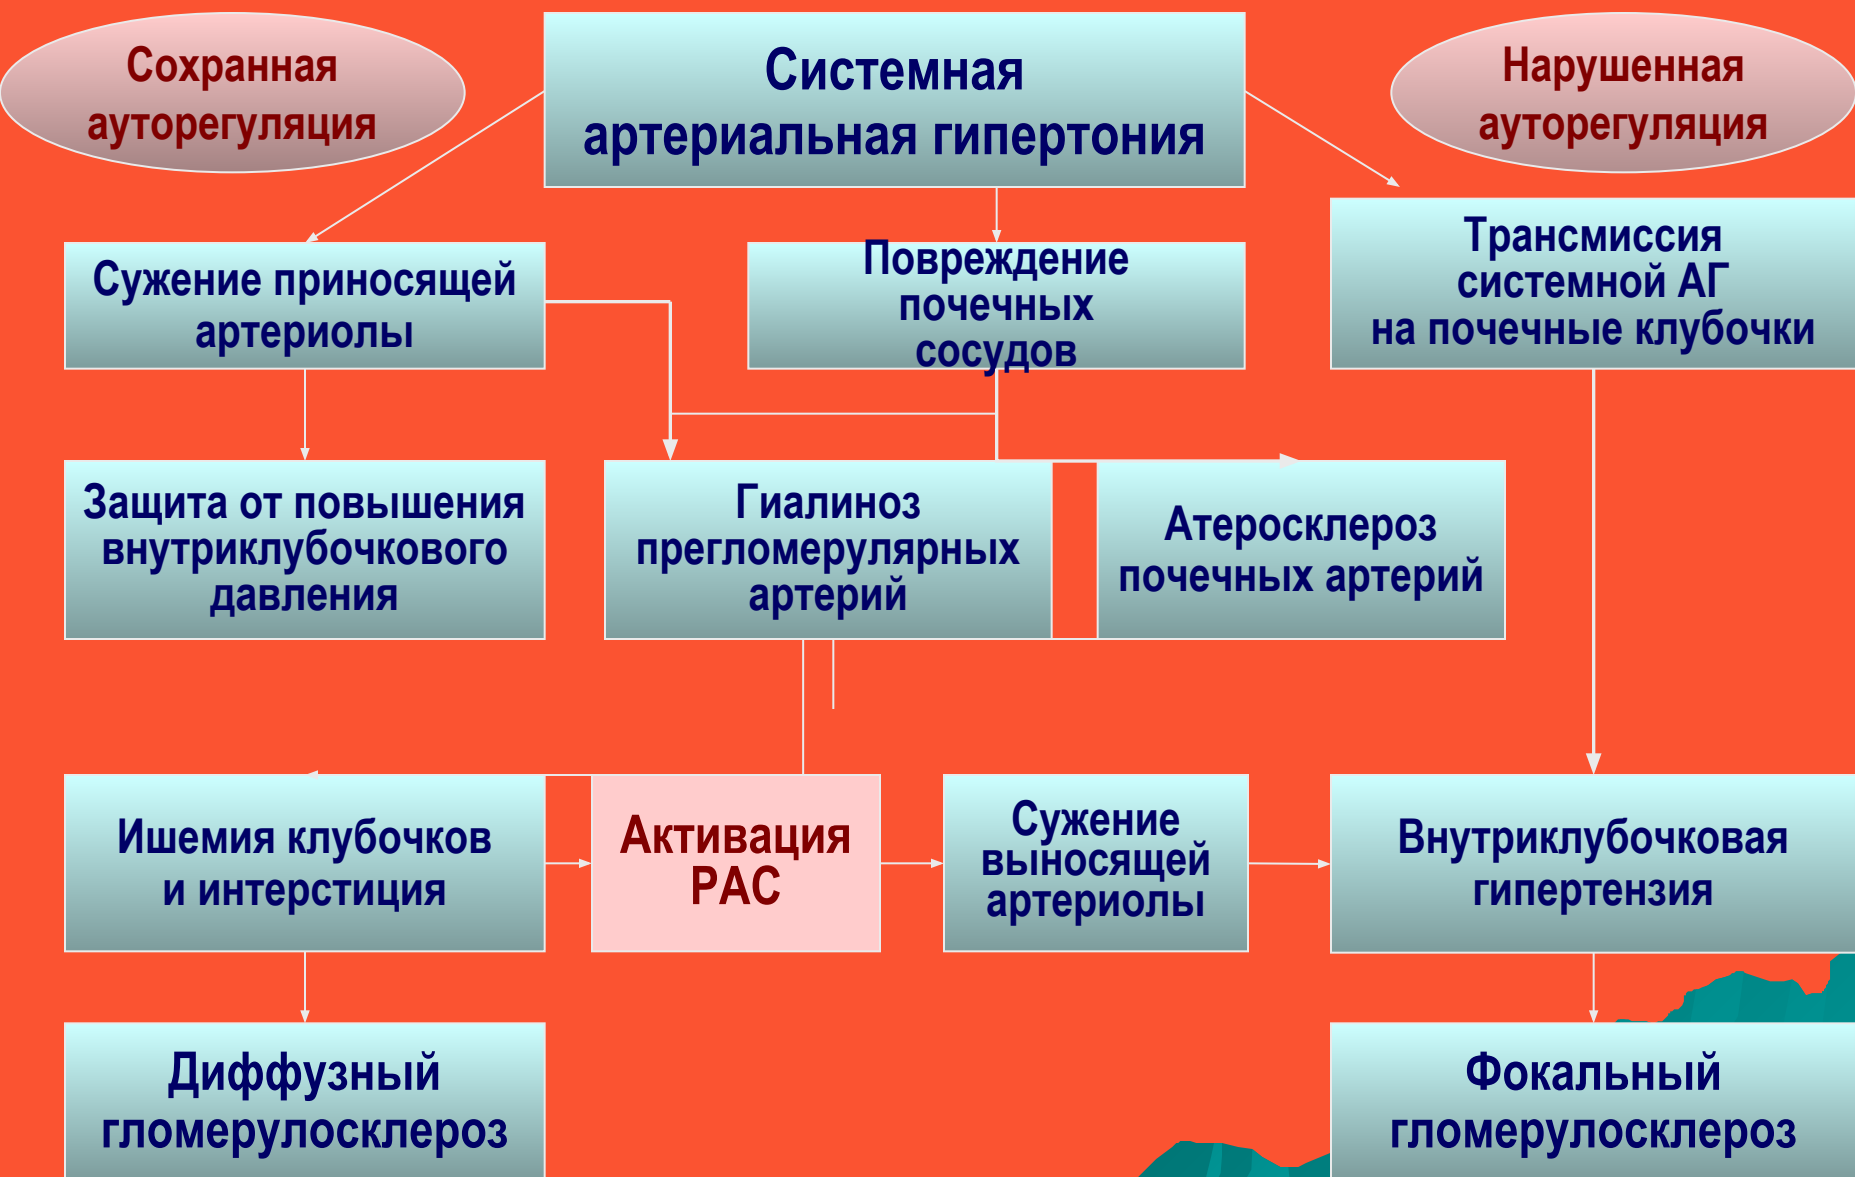 Сохранная
ауторегуляция
Системная
артериальная гипертония
Нарушенная
ауторегуляция
Сужение приносящей
артериолы
Повреждение
почечных
сосудов
Трансмиссия
системной АГ
на почечные клубочки
Защита от повышения
внутриклубочкового
давления
Гиалиноз
прегломерулярных
артерий
Атеросклероз
почечных артерий
Ишемия клубочков
и интерстиция
Активация
РАС
Сужение
выносящей
артериолы
Внутриклубочковая
гипертензия
Диффузный
гломерулосклероз
Фокальный
гломерулосклероз